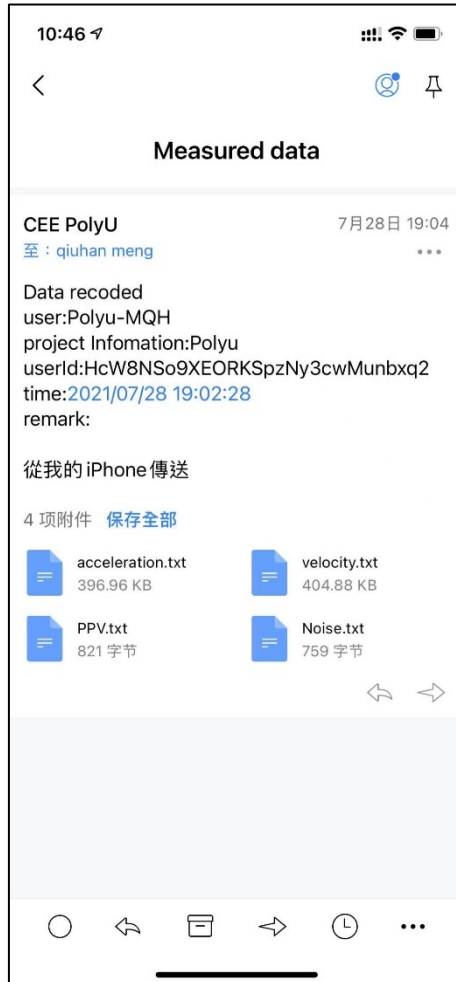 10:46
Measured data
CEE PolyU 7月28日 19:04
至：qiuhan meng
Data recoded
user:Polyu-MQH
project Infomation:Polyu
userId:HcW8NSo9XEORKSpzNy3cwMunbxq2
time:2021/07/28 19:02:28
remark:
從我的 iPhone 傳送
4 项附件 保存全部
acceleration.txt velocity.txt
396.96 KB 404.88 KB
PPV.txt Noise.txt
821 字节 759 字节